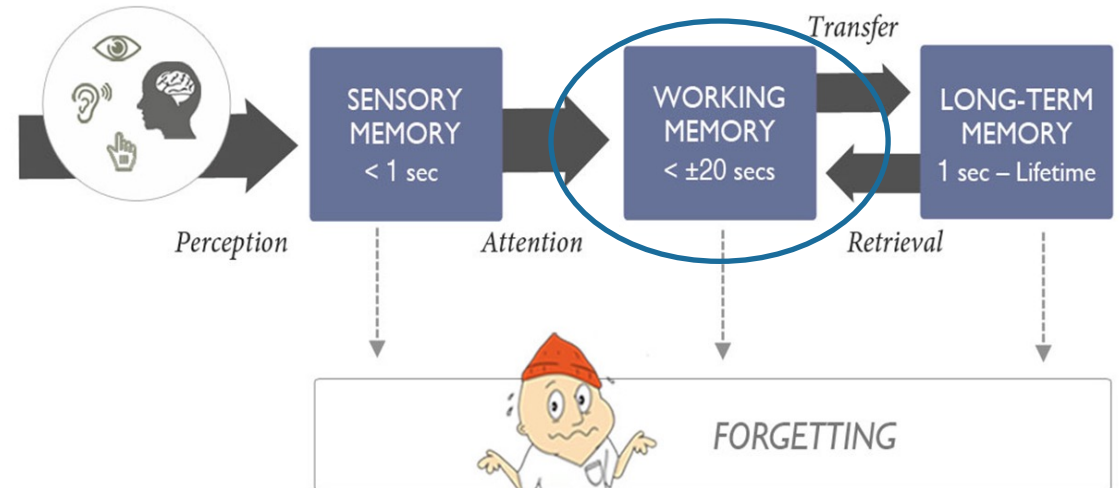 Transfer
SENSORY
MEMORY
< 1 sec
WORKING
MEMORY
< ±20 secs
LONG-TERM
MEMORY
1 sec – Lifetime
Perception
Attention
Retrieval
FORGETTING